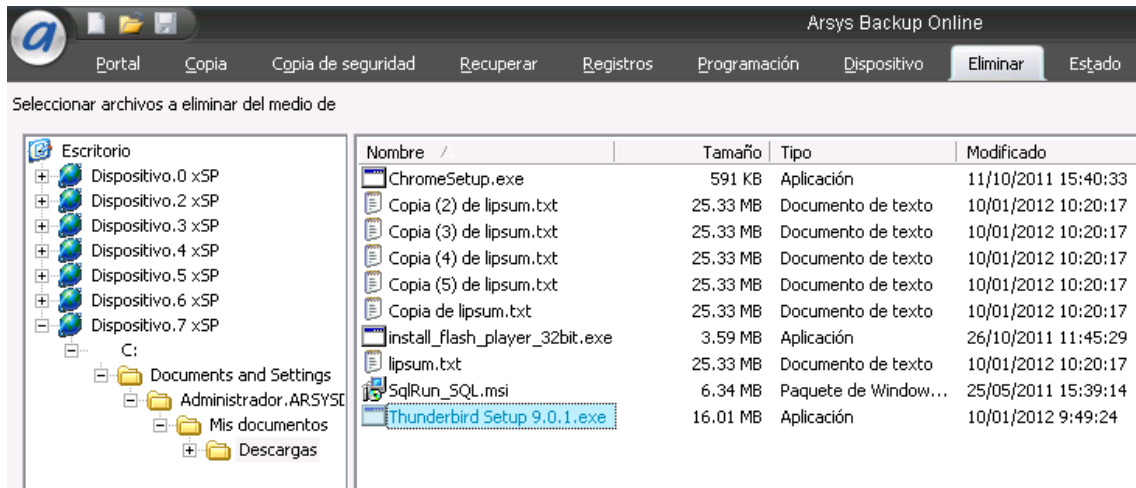 Arsys Backup Online
Portal Copia Copia de seguridad Recuperar Registros Programación Dispositivo Eliminar Estado
Seleccionar archivos a eliminar del medio de
Escritorio
Dispositivo.0 xSP
Dispositivo.2 xSP
Dispositivo.3 xSP
Dispositivo.4 xSP
Dispositivo.5 xSP
Dispositivo.6 xSP
Dispositivo.7 xSP
C:
Documents and Settings
Administrador.ARSYSD
Mis documentos
Descargas
Nombre Tamaño Tipo Modificado
ChromeSetup.exe 591 KB Aplicación 11/10/2011 15:40:33
Copia (2) de lipsum.txt 25.33 MB Documento de texto 10/01/2012 10:20:17
Copia (3) de lipsum.txt 25.33 MB Documento de texto 10/01/2012 10:20:17
Copia (4) de lipsum.txt 25.33 MB Documento de texto 10/01/2012 10:20:17
Copia (5) de lipsum.txt 25.33 MB Documento de texto 10/01/2012 10:20:17
Copia de lipsum.txt 25.33 MB Documento de texto 10/01/2012 10:20:17
install_flash_player_32bit.exe 3.59 MB Aplicación 26/10/2011 11:45:29
lipsum.txt 25.33 MB Documento de texto 10/01/2012 10:20:17
SqlRun_SQL.msi 6.34 MB Paquete de Window... 25/05/2011 15:39:14
Thunderbird Setup 9.0.1.exe 16.01 MB Aplicación 10/01/2012 9:49:24